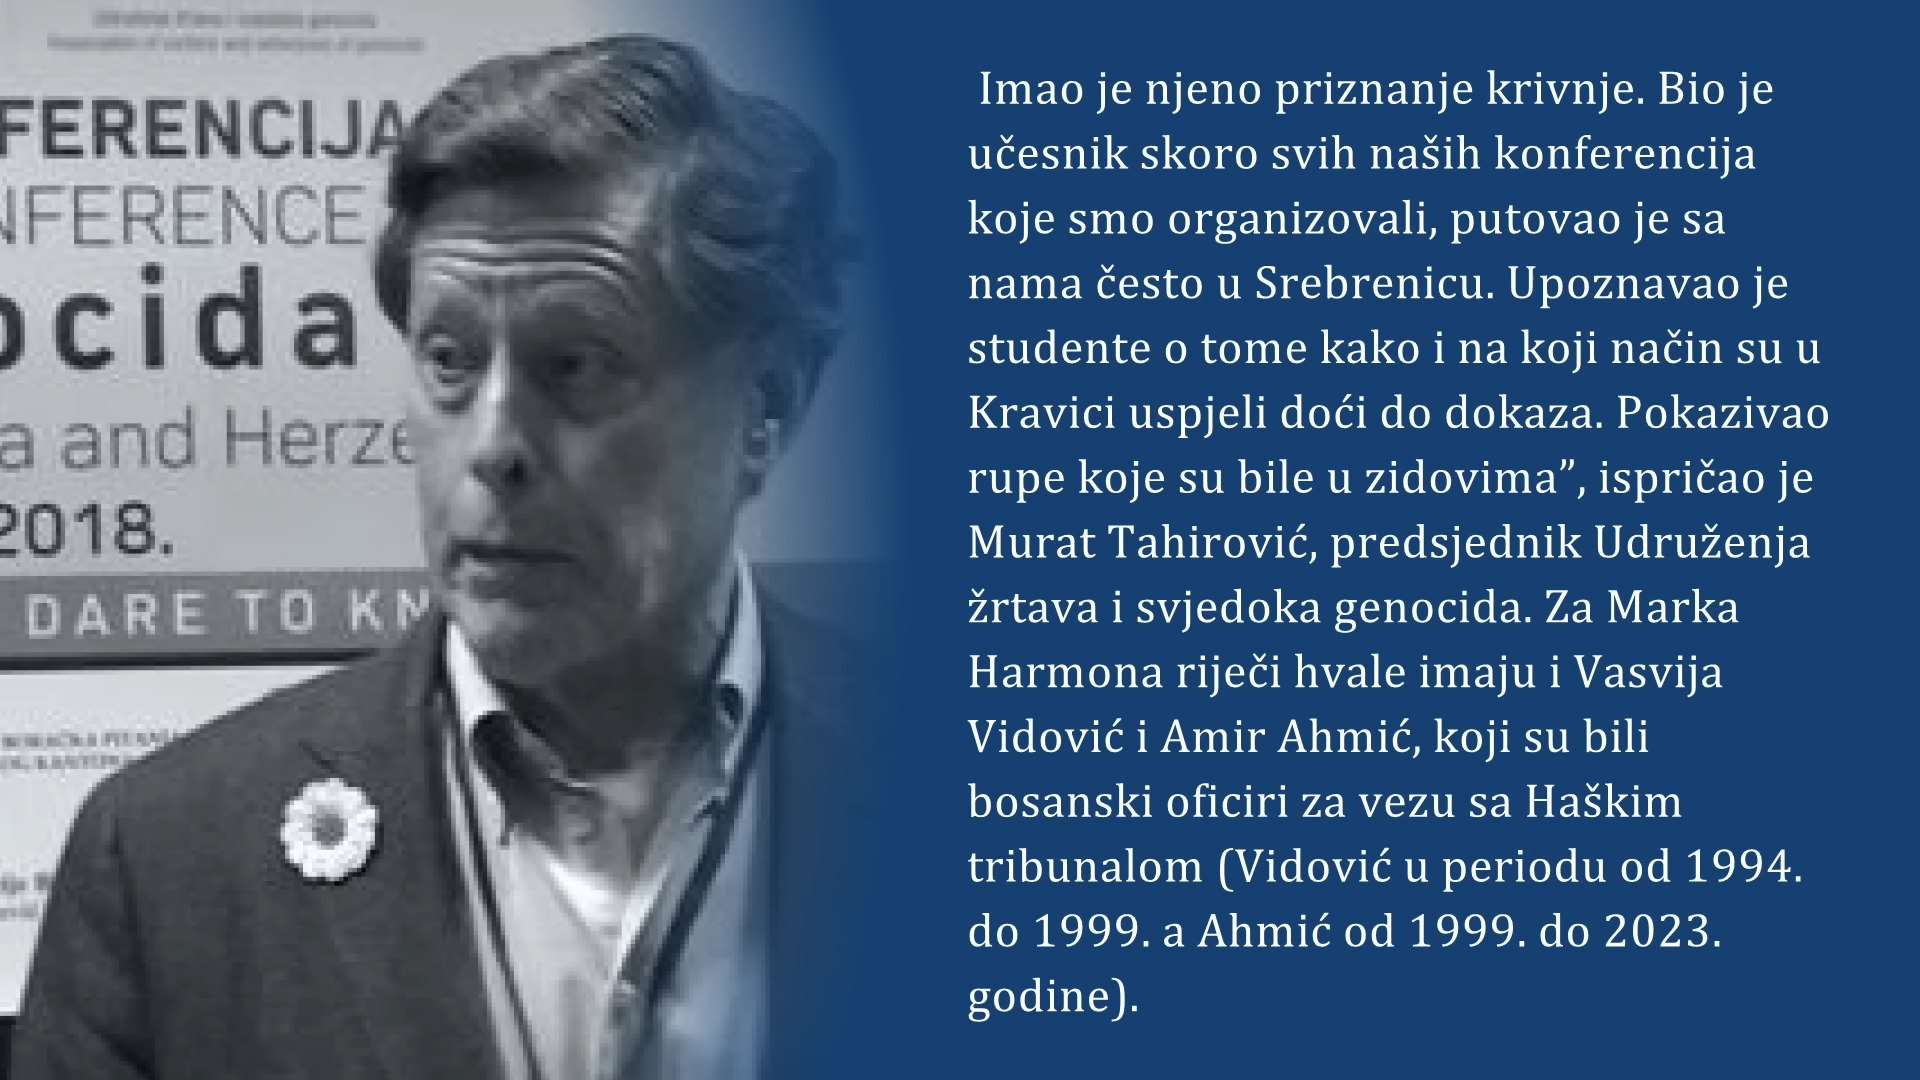 FERENCIJA
NFERENCE
ocida
a and Herze
2018.
DARE TO KN
Imao je njeno priznanje krivnje. Bio je
učesnik skoro svih naših konferencija
koje smo organizovali, putovao je sa
nama često u Srebrenicu. Upoznavao je
studente o tome kako i na koji način su u
Kravici uspjeli doći do dokaza. Pokazivao
rupe koje su bile u zidovima”, ispričao je
Murat Tahirović, predsjednik Udruženja
žrtava i svjedoka genocida. Za Marka
Harmona riječi hvale imaju i Vasvija
Vidović i Amir Ahmić, koji su bili
bosanski oficiri za vezu sa Haškim
tribunalom (Vidović u periodu od 1994.
do 1999. a Ahmić od 1999. do 2023.
godine).